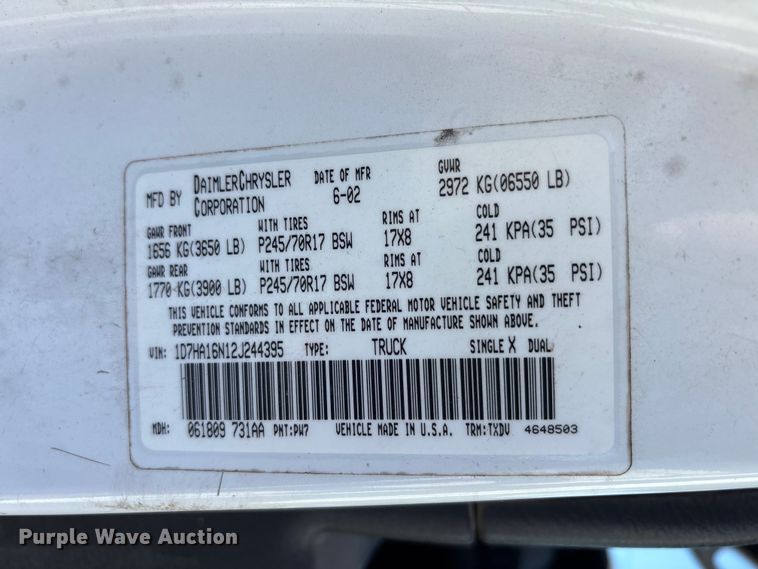 MFD BY DAIMLERCHRYSLER CORPORATION DATE OF MFR 6-02 GVWR 2972 KG(06550 LB)
GAWR FRONT WITH TIRES RIMS AT COLD
1656 KG(3650 LB) P245/70R17 BSW 17X8 241 KPA(35 PSI)
GAWR REAR WITH TIRES RIMS AT COLD
1770 KG(3900 LB) P245/70R17 BSW 17X8 241 KPA(35 PSI)
THIS VEHICLE CONFORMS TO ALL APPLICABLE FEDERAL MOTOR VEHICLE SAFETY AND THEFT
PREVENTION STANDARDS IN EFFECT ON THE DATE OF MANUFACTURE SHOWN ABOVE.
VIN: 1D7HA16N12J244395 TYPE: TRUCK SINGLE X DUAL
MDH: 061809 731AA PNT:PW7 VEHICLE MADE IN U.S.A. TRM:TXDV 4648503
Purple Wave Auction